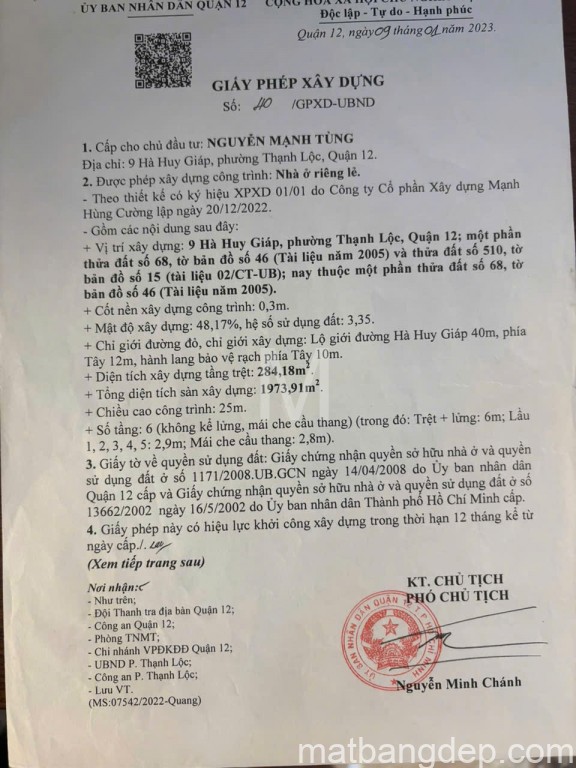 ỦY BAN NHÂN DÂN QUẬN 12
Độc lập - Tự do - Hạnh phúc
Quận 12, ngày 09 tháng 01 năm 2023.
GIẤY PHÉP XÂY DỰNG
Số: 40 /GPXD-UBND
1. Cấp cho chủ đầu tư: NGUYỄN MẠNH TÙNG
Địa chỉ: 9 Hà Huy Giáp, phường Thạnh Lộc, Quận 12.
2. Được phép xây dựng công trình: Nhà ở riêng lẻ.
- Theo thiết kế có ký hiệu XPXD 01/01 do Công ty Cổ phần Xây dựng Mạnh
Hùng Cường lập ngày 20/12/2022.
- Gồm các nội dung sau đây:
+ Vị trí xây dựng: 9 Hà Huy Giáp, phường Thạnh Lộc, Quận 12; một phần
thửa đất số 68, tờ bản đồ số 46 (Tài liệu năm 2005) và thửa đất số 510, tờ
bản đồ số 15 (tài liệu 02/CT-UB); nay thuộc một phần thửa đất số 68, tờ
bản đồ số 46 (Tài liệu năm 2005).
+ Cốt nền xây dựng công trình: 0,3m.
+ Mật độ xây dựng: 48,17%, hệ số sử dụng đất: 3,35.
+ Chỉ giới đường đỏ, chỉ giới xây dựng: Lộ giới đường Hà Huy Giáp 40m, phía
Tây 12m, hành lang bảo vệ rạch phía Tây 10m.
+ Diện tích xây dựng tầng trệt: 284,18m².
+ Tổng diện tích sàn xây dựng: 1973,91m².
+ Chiều cao công trình: 25m.
+ Số tầng: 6 (không kể lửng, mái che cầu thang) (trong đó: Trệt + lửng: 6m; Lầu
1, 2, 3, 4, 5: 2,9m; Mái che cầu thang: 2,8m).
3. Giấy tờ về quyền sử dụng đất: Giấy chứng nhận quyền sở hữu nhà ở và quyền
sử dụng đất ở số 1171/2008.UB.GCN ngày 14/04/2008 do Ủy ban nhân dân
Quận 12 cấp và Giấy chứng nhận quyền sở hữu nhà ở và quyền sử dụng đất ở số
13662/2002 ngày 16/5/2002 do Ủy ban nhân dân Thành phố Hồ Chí Minh cấp.
4. Giấy phép này có hiệu lực khởi công xây dựng trong thời hạn 12 tháng kể từ
ngày cấp./.
(Xem tiếp trang sau)
Nơi nhận:
- Như trên;
- Đội Thanh tra địa bàn Quận 12;
- Công an Quận 12;
- Phòng TNMT;
- Chi nhánh VPĐKĐĐ Quận 12;
- UBND P. Thạnh Lộc;
- Công an P. Thạnh Lộc;
- Lưu VT.
(MS:07542/2022-Quang)
KT. CHỦ TỊCH
PHÓ CHỦ TỊCH
Nguyễn Minh Chánh
matbangdep.com